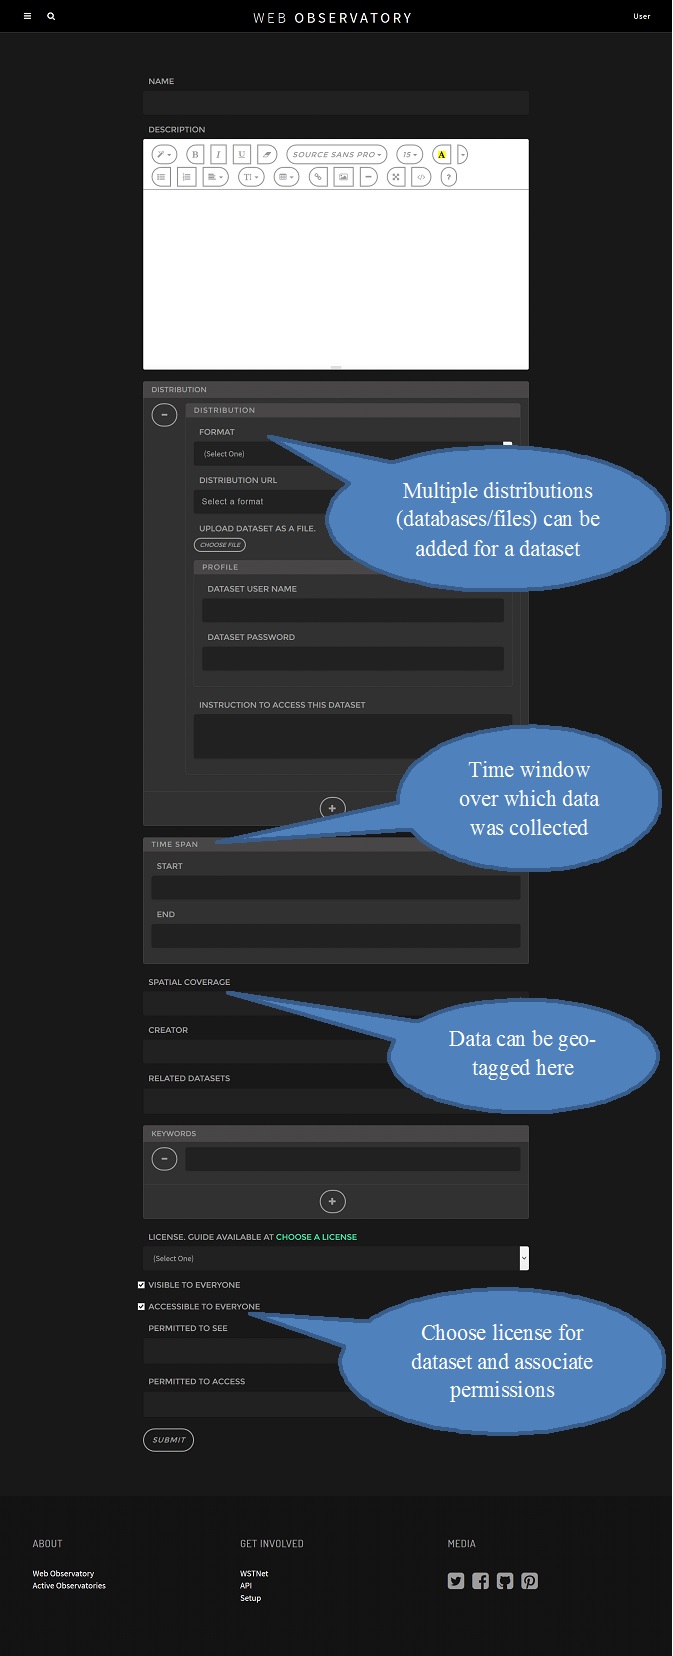 WEB OBSERVATORY
User
NAME
DESCRIPTION
B I U SOURCE SANS PRO 15 A
TI </> ?
DISTRIBUTION
DISTRIBUTION
FORMAT
(Select One)
DISTRIBUTION URL
Select a format
UPLOAD DATASET AS A FILE.
CHOOSE FILE
Multiple distributions
(databases/files) can be
added for a dataset
PROFILE
DATASET USER NAME
DATASET PASSWORD
INSTRUCTION TO ACCESS THIS DATASET
Time window
over which data
was collected
TIME SPAN
START
END
SPATIAL COVERAGE
Data can be geo-
tagged here
CREATOR
RELATED DATASETS
KEYWORDS
LICENSE. GUIDE AVAILABLE AT CHOOSE A LICENSE
(Select One)
VISIBLE TO EVERYONE
ACCESSIBLE TO EVERYONE
Choose license for
dataset and associate
permissions
PERMITTED TO SEE
PERMITTED TO ACCESS
SUBMIT
ABOUT
Web Observatory
Active Observatories
GET INVOLVED
WSTNet
API
Setup
MEDIA